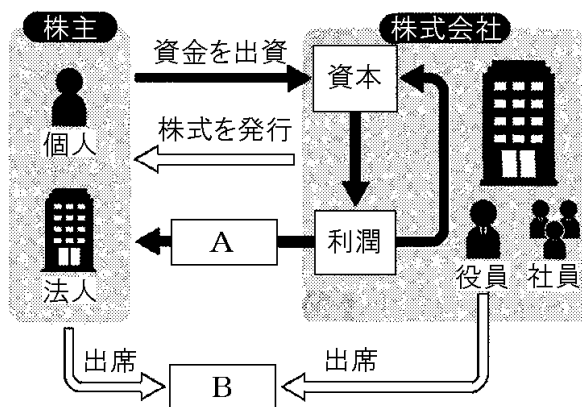 株主
株式会社
資金を出資
資本
個人
株式を発行
A
利潤
法人
役員
社員
出席
出席
B